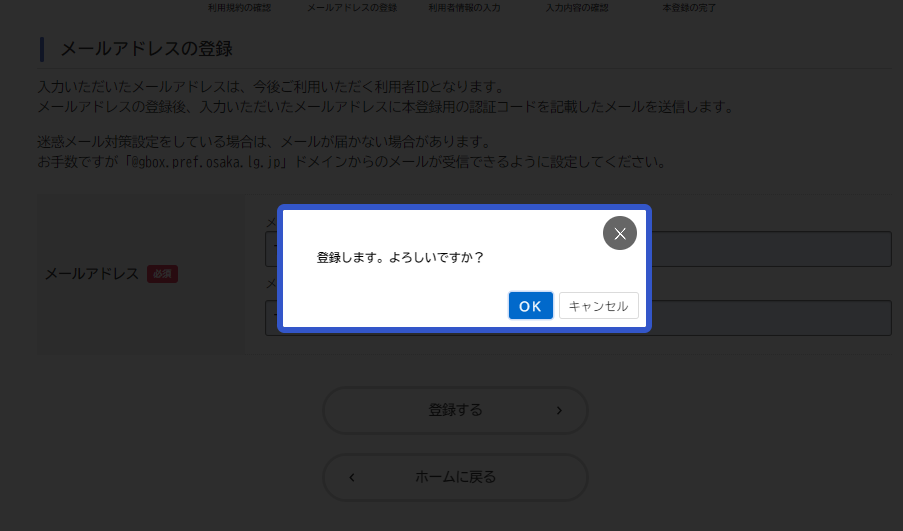 利用規約の確認 メールアドレスの登録 利用者情報の入力 入力内容の確認 本登録の完了
メールアドレスの登録
入力いただいたメールアドレスは、今後ご利用いただく利用者IDとなります。
メールアドレスの登録後、入力いただいたメールアドレスに本登録用の認証コードを記載したメールを送信します。
迷惑メール対策設定をしている場合は、メールが届かない場合があります。
お手数ですが「@gbox.pref.osaka.lg.jp」ドメインからのメールが受信できるように設定してください。
メールアドレス 必須
登録します。よろしいですか？
OK キャンセル
登録する
ホームに戻る